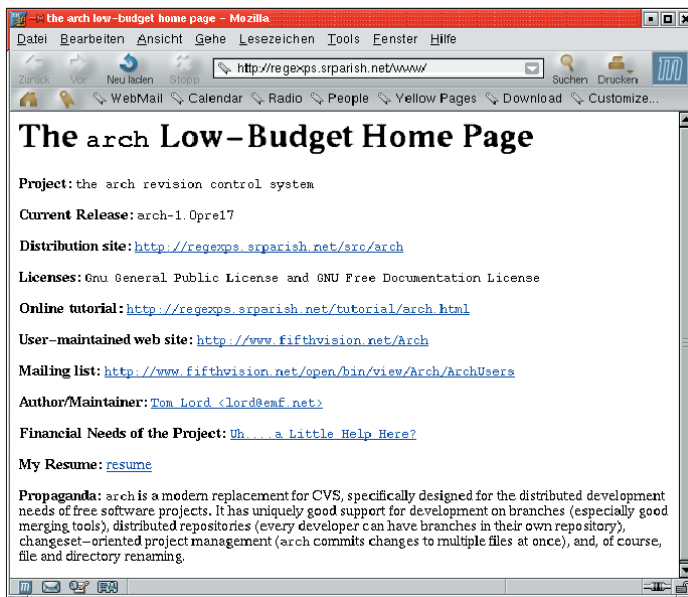 the arch low-budget home page - Mozilla
Datei Bearbeiten Ansicht Gehe Lesezeichen Tools Fenster Hilfe
Zurück Vor Neu laden Stopp http://regexps.srparish.net/www/ Suchen Drucken
WebMail Calendar Radio People Yellow Pages Download Customize...
The arch Low-Budget Home Page
Project: the arch revision control system
Current Release: arch-1.0pre17
Distribution site: http://regexps.srparish.net/src/arch
Licenses: Gnu General Public License and GNU Free Documentation License
Online tutorial: http://regexps.srparish.net/tutorial/arch.html
User-maintained web site: http://www.fifthvision.net/Arch
Mailing list: http://www.fifthvision.net/open/bin/view/Arch/ArchUsers
Author/Maintainer: Tom Lord <lord@emf.net>
Financial Needs of the Project: Uh....a Little Help Here?
My Resume: resume
Propaganda: arch is a modern replacement for CVS, specifically designed for the distributed development
needs of free software projects. It has uniquely good support for development on branches (especially good
merging tools), distributed repositories (every developer can have branches in their own repository),
changeset-oriented project management (arch commits changes to multiple files at once), and, of course,
file and directory renaming.